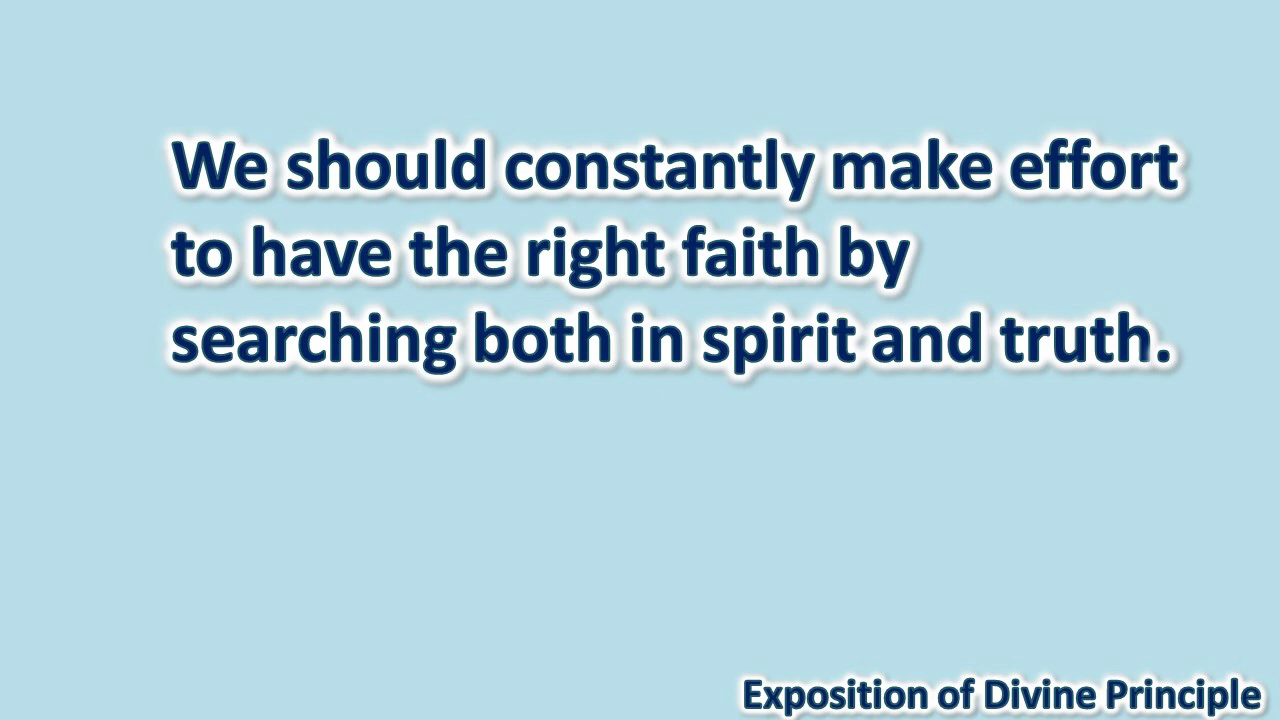 We should constantly make effort
to have the right faith by
searching both in spirit and truth.
Exposition of Divine Principle